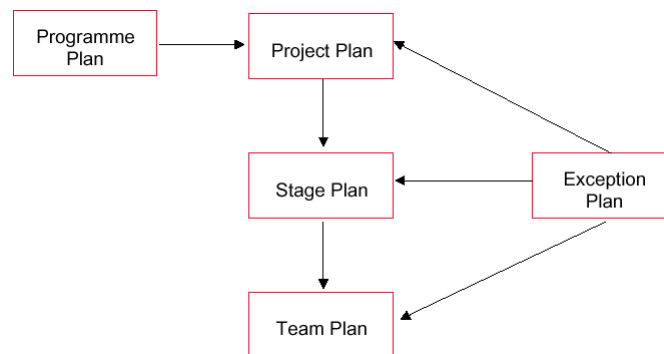 Programme
Plan
Project Plan
Stage Plan
Exception
Plan
Team Plan